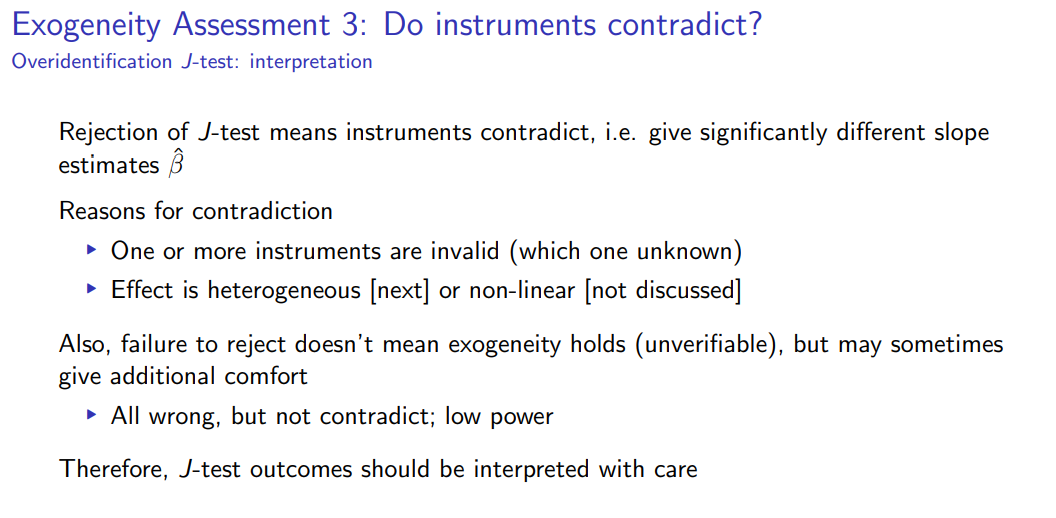 Exogeneity Assessment 3: Do instruments contradict?
Overidentification J-test: interpretation
Rejection of J-test means instruments contradict, i.e. give significantly different slope
estimates β̂
Reasons for contradiction
▶ One or more instruments are invalid (which one unknown)
▶ Effect is heterogeneous [next] or non-linear [not discussed]
Also, failure to reject doesn't mean exogeneity holds (unverifiable), but may sometimes
give additional comfort
▶ All wrong, but not contradict; low power
Therefore, J-test outcomes should be interpreted with care